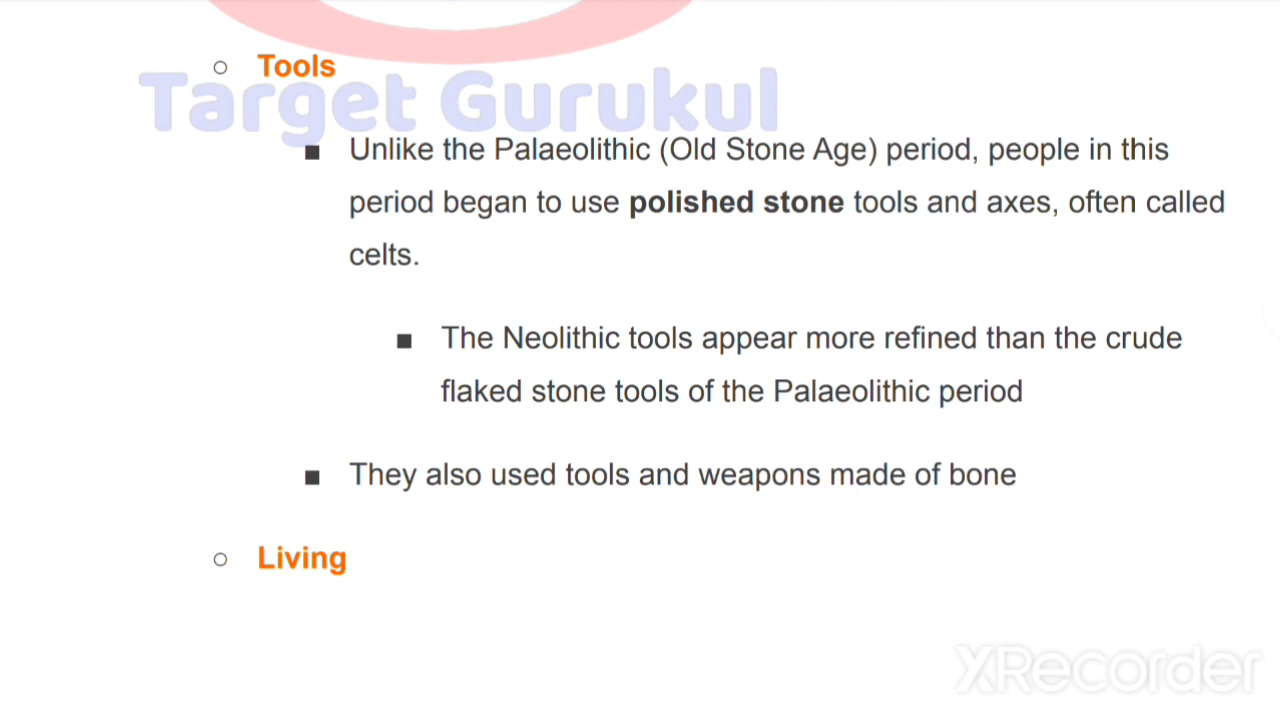 Tools
Target Gurukul
Unlike the Palaeolithic (Old Stone Age) period, people in this
period began to use polished stone tools and axes, often called
celts.
The Neolithic tools appear more refined than the crude
flaked stone tools of the Palaeolithic period
They also used tools and weapons made of bone
Living
XRecorder